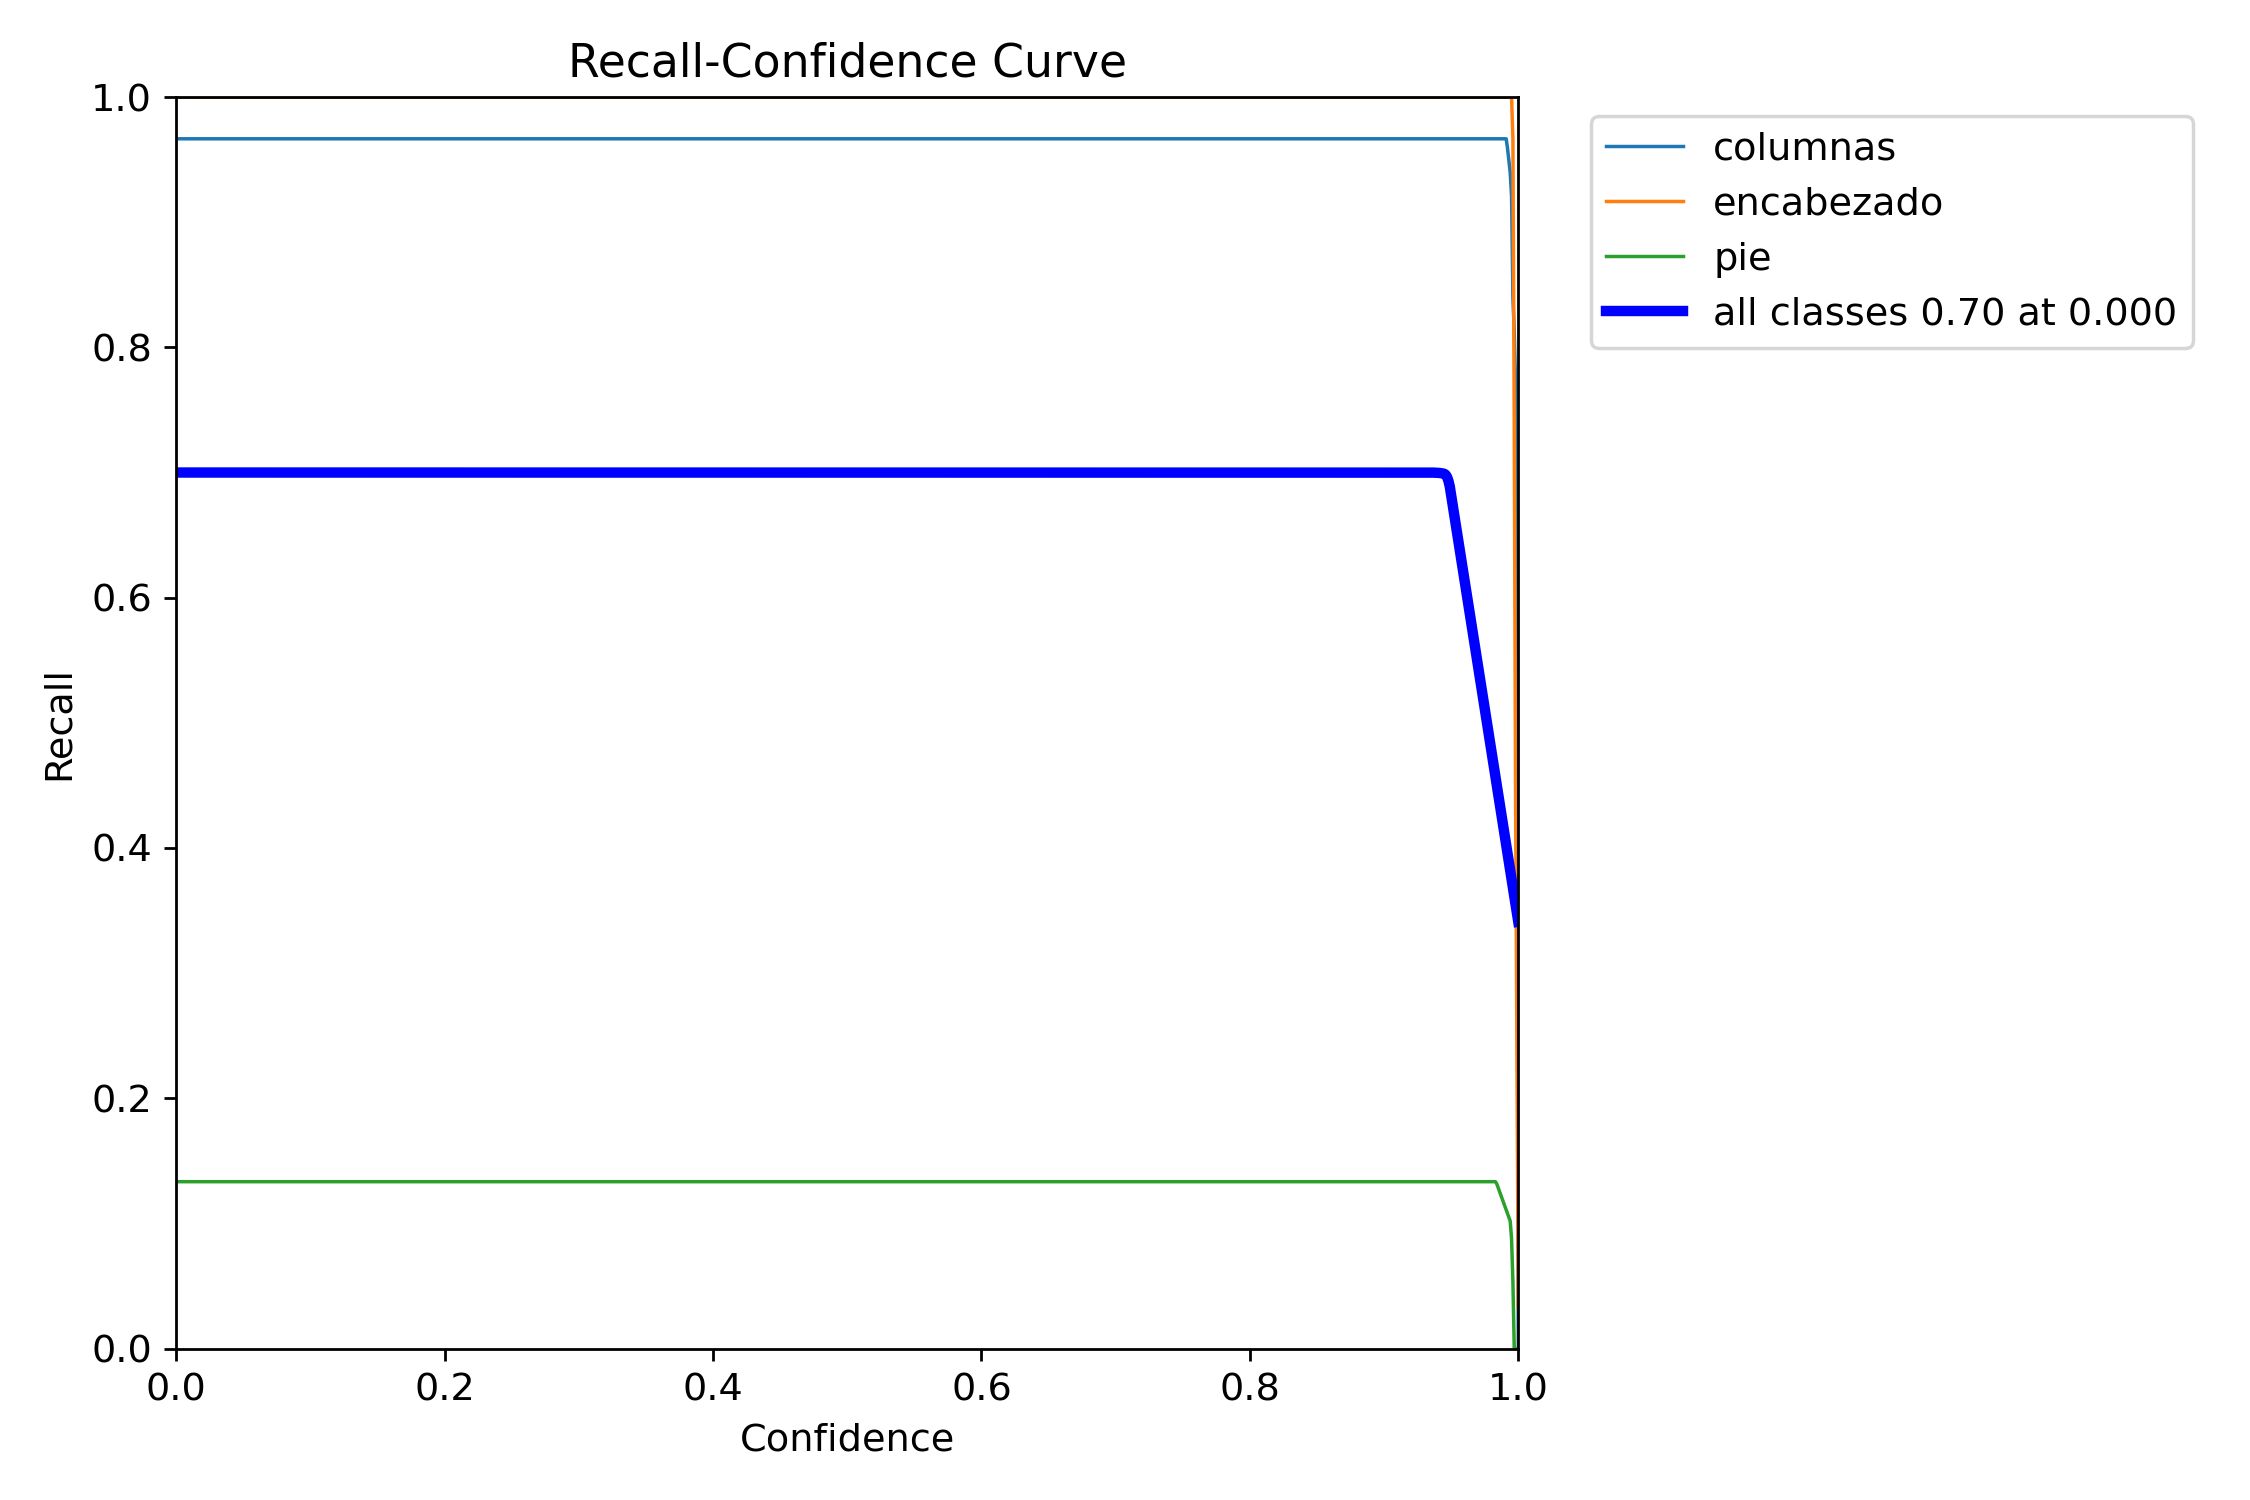 Recall-Confidence Curve
1.0
0.8
0.6
0.4
0.2
0.0
Recall
0.0 0.2 0.4 0.6 0.8 1.0
Confidence
columnas
encabezado
pie
all classes 0.70 at 0.000